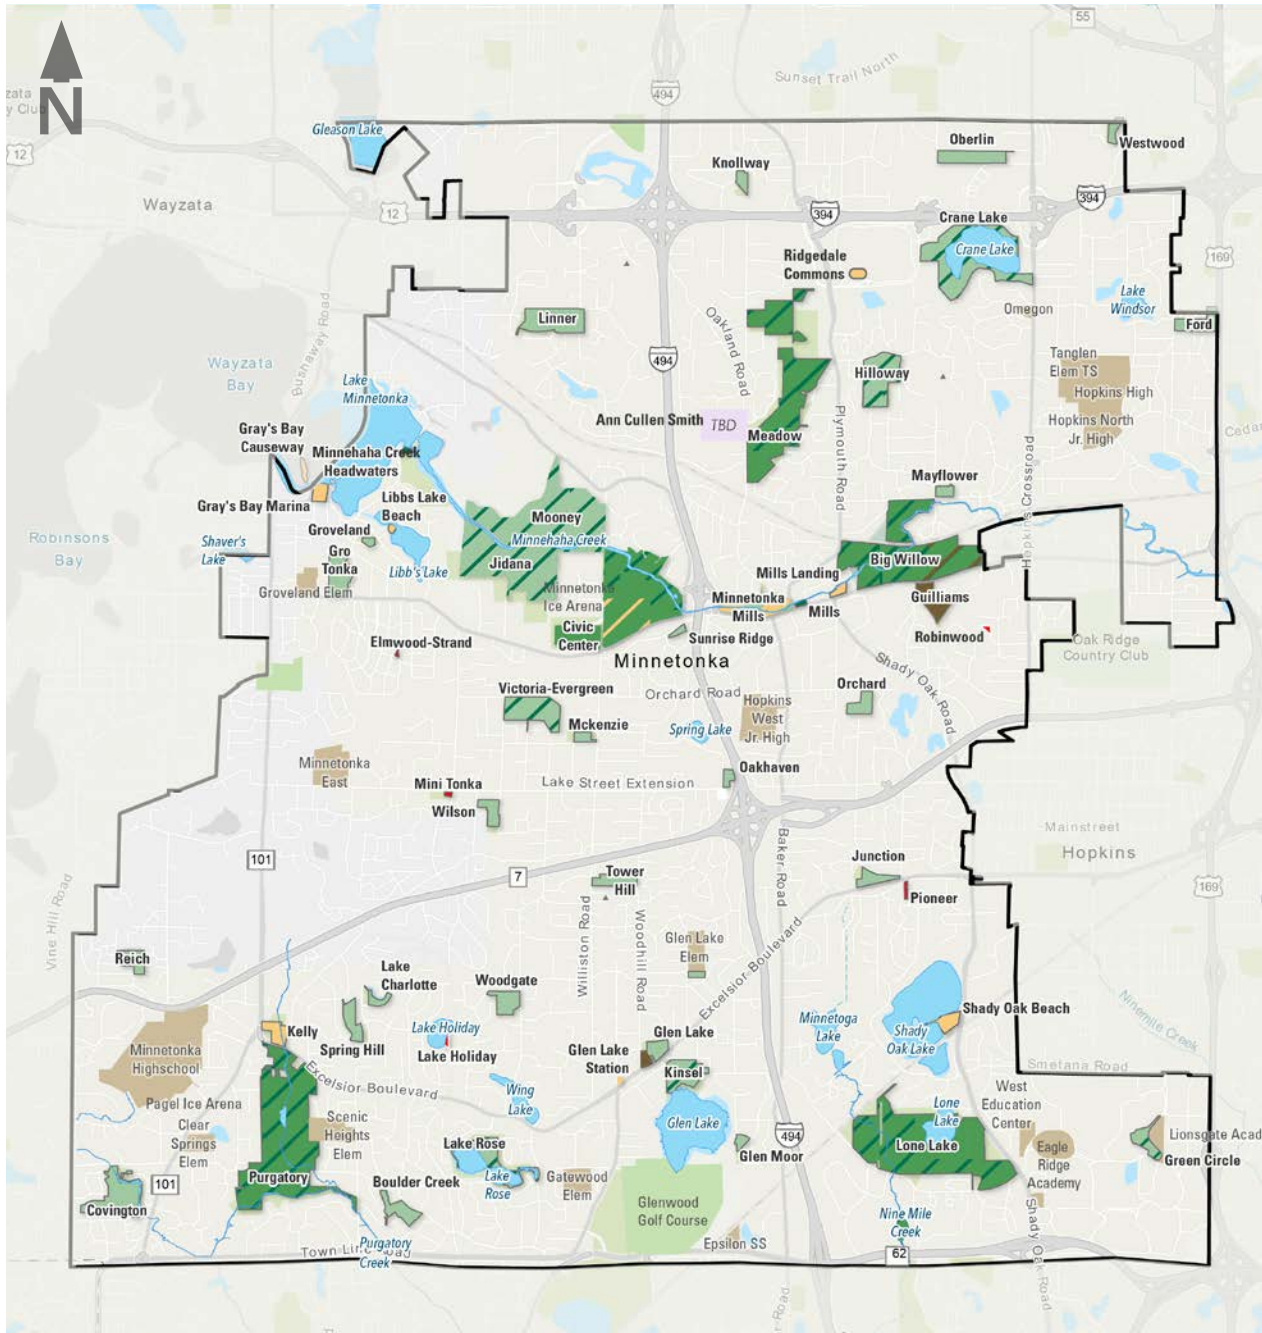 55
Sunset Trail North
494
N
Gleason Lake
12
Oberlin
Westwood
Knollway
Wayzata
12
394
394
Crane Lake
Crane Lake
169
Ridgedale
Commons
Lake
Windsor
Omegon
Linner
Ford
Bushaway Road
Oakland Road
494
Wayzata
Bay
Tanglen
Elem TS
Hopkins High
Hopkins North
Jr. High
Hilloway
Lake
Minnetonka
Ann Cullen Smith
TBD
Meadow
Plymouth Road
Hopkins Crossroad
Gray's Bay
Causeway
Minnehaha Creek
Headwaters
Gray's Bay Marina
Libbs Lake
Beach
Mayflower
Mooney
Minnehaha Creek
Groveland
Robinsons
Bay
Shaver's
Lake
Gro
Tonka
Libb's Lake
Jidana
Groveland Elem
Minnetonka
Ice Arena
Big Willow
Mills Landing
Minnetonka
Mills
Mills
Guilliams
Civic
Center
Sunrise Ridge
Robinwood
Elmwood-Strand
Minnetonka
Oak Ridge
Country Club
Shady Oak Road
Victoria-Evergreen
Orchard Road
Orchard
Mckenzie
Spring Lake
Hopkins
West
Jr. High
Minnetonka
East
Mini Tonka
Lake Street Extension
Oakhaven
Wilson
Mainstreet
Hopkins
101
7
Baker Road
Junction
169
Tower
Hill
Pioneer
Vine Hill Road
Williston Road
Woodhill Road
Glen Lake
Elem
Excelsior Boulevard
Reich
Lake
Charlotte
Woodgate
Ninemile Creek
Minnetoga
Lake
Shady
Oak Lake
Shady Oak Beach
Kelly
Spring Hill
Lake Holiday
Lake Holiday
Glen Lake
Glen Lake
Station
Minnetonka
Highschool
Excelsior Boulevard
Kinsel
Smetana Road
Pagel Ice Arena
Wing
Lake
West
Education
Center
Clear
Springs
Elem
Scenic
Heights
Elem
Glen Lake
494
Lone
Lake
Lone Lake
Lionsgate Acad
Green Circle
Lake Rose
Glen Moor
Eagle
Ridge
Academy
Purgatory
101
Boulder Creek
Lake
Rose
Gatewood
Elem
Covington
Glenwood
Golf Course
Nine Mile
Creek
Shady Oak Road
Epsilon SS
Town Line Road
Purgatory
Creek
62